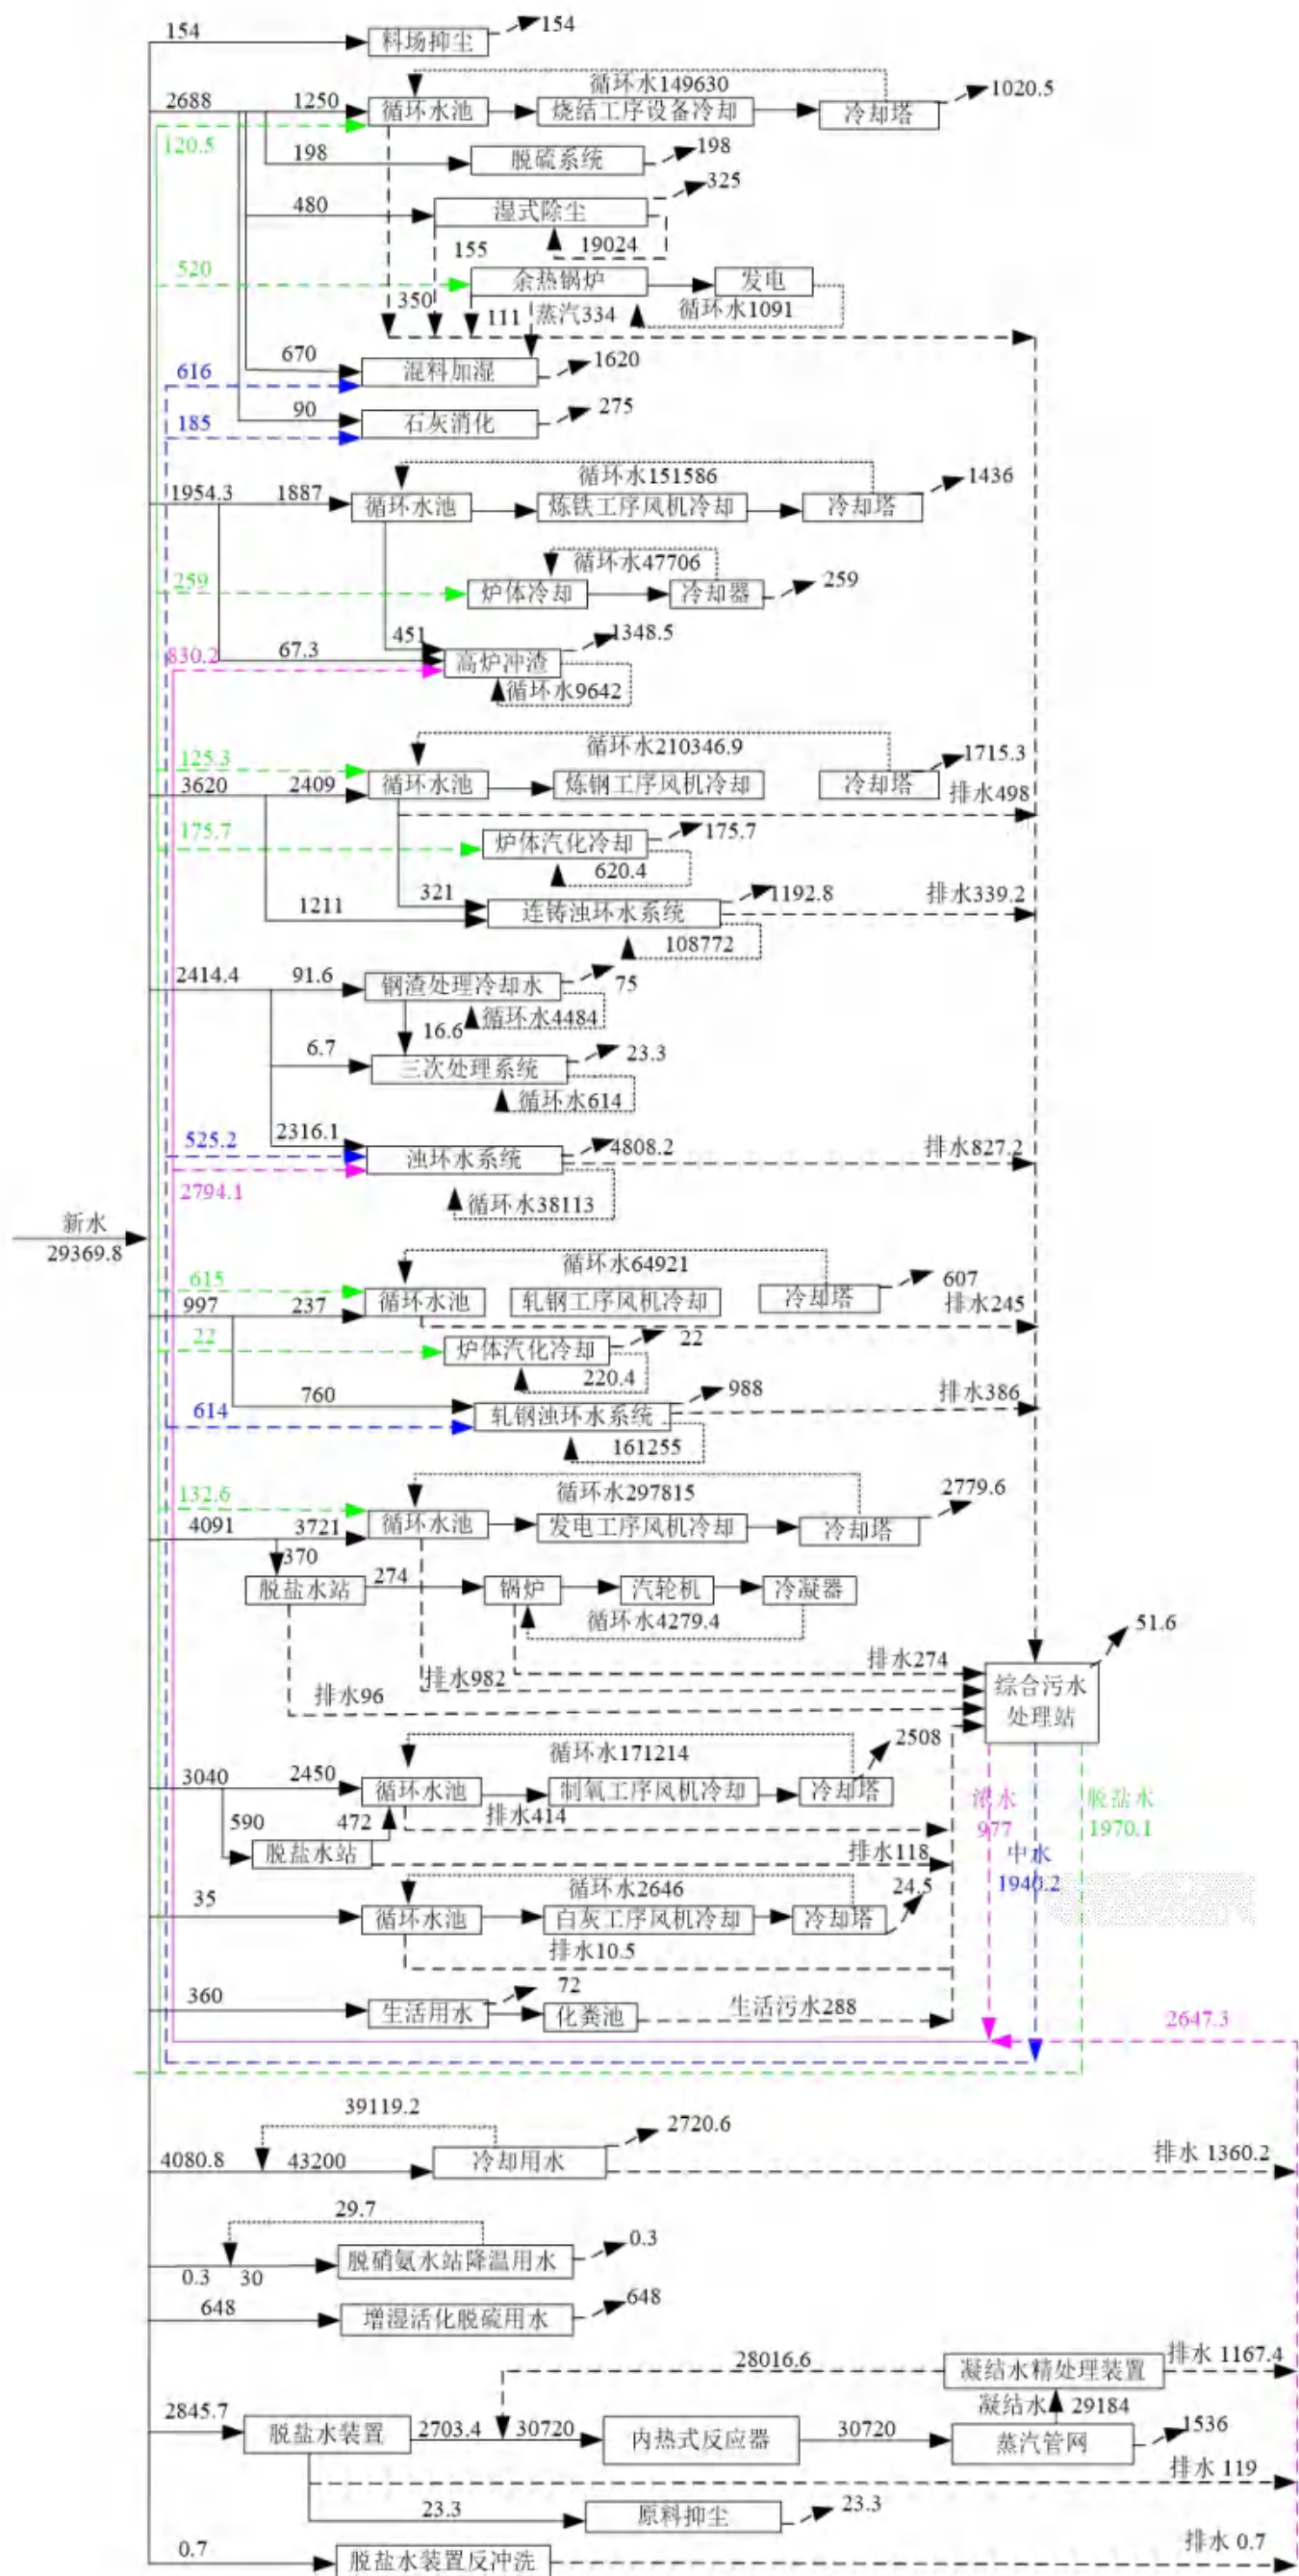 154
料场抑尘
154
循环水149630
2688
1250
循环水池
烧结工序设备冷却
冷却塔
1020.5
120.5
198
脱硫系统
198
480
湿式除尘
325
155
19024
520
余热锅炉
发电
350
111
蒸汽334
循环水1091
670
混料加湿
1620
616
90
石灰消化
275
185
循环水151586
1954.3
1887
循环水池
炼铁工序风机冷却
冷却塔
1436
循环水47706
259
炉体冷却
冷却器
259
451
1348.5
830.2
67.3
高炉冲渣
循环水9642
循环水210346.9
125.3
3620
2409
循环水池
炼钢工序风机冷却
冷却塔
1715.3
排水498
175.7
炉体汽化冷却
175.7
620.4
321
1192.8
排水339.2
1211
连铸浊环水系统
108772
2414.4
91.6
钢渣处理冷却水
75
16.6
循环水4484
6.7
三次处理系统
23.3
循环水614
2316.1
525.2
浊环水系统
4808.2
排水827.2
2794.1
循环水38113
新水
29369.8
循环水64921
615
997
237
循环水池
轧钢工序风机冷却
冷却塔
607
排水245
22
炉体汽化冷却
22
220.4
760
988
排水386
614
轧钢浊环水系统
161255
循环水297815
132.6
4091
3721
循环水池
发电工序风机冷却
冷却塔
2779.6
370
脱盐水站
274
锅炉
汽轮机
冷凝器
循环水4279.4
51.6
排水274
排水982
排水96
综合污水
处理站
循环水171214
2508
3040
2450
循环水池
制氧工序风机冷却
冷却塔
590
472
排水414
脱盐水站
排水118
浓水
977
脱盐水
1970.1
中水
1940.2
循环水2646
24.5
35
循环水池
白灰工序风机冷却
冷却塔
排水10.5
360
生活用水
72
化粪池
生活污水288
2647.3
39119.2
2720.6
4080.8
43200
冷却用水
排水 1360.2
29.7
0.3
0.3
30
脱硝氨水站降温用水
648
增湿活化脱硫用水
648
28016.6
凝结水精处理装置
排水 1167.4
凝结水
29184
2845.7
脱盐水装置
2703.4
30720
内热式反应器
30720
蒸汽管网
1536
排水 119
23.3
原料抑尘
23.3
0.7
脱盐水装置反冲洗
排水 0.7